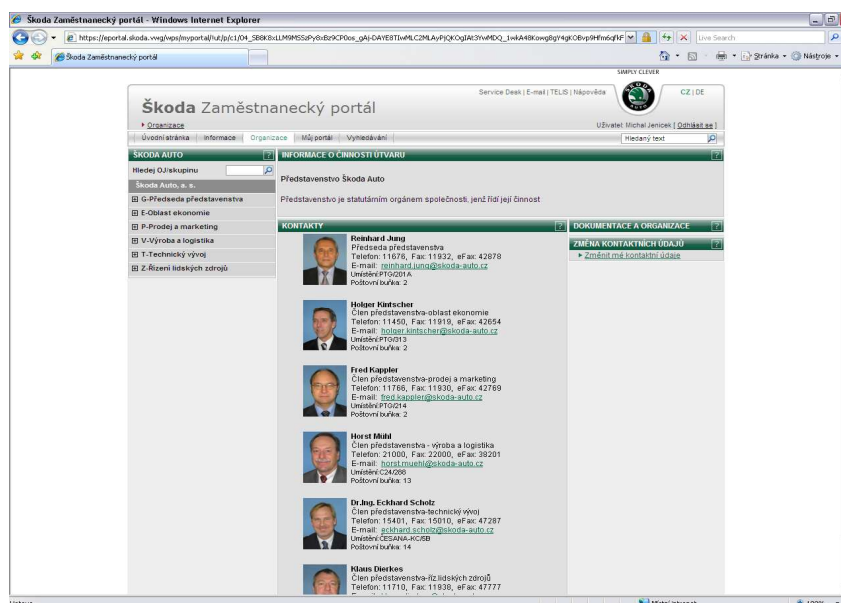 Škoda Zaměstnanecký portál - Windows Internet Explorer
Live Search
Škoda Zaměstnanecký portál
Stránka
Nástroje
SIMPLY CLEVER
Service Desk | E-mail | TELIS | Nápověda
CZ | DE
Škoda Zaměstnanecký portál
Organizace
Uživatel: Michal Jenicek [ Odhlásit se ]
Úvodní stránka Informace Organizace Můj portál Vyhledávání
Hledaný text
ŠKODA AUTO ?
Hledej OJ/skupinu
Škoda Auto, a. s.
G-Předseda představenstva
E-Oblast ekonomie
P-Prodej a marketing
V-Výroba a logistika
T-Technický vývoj
Z-Řízení lidských zdrojů
INFORMACE O ČINNOSTI ÚTVARU ?
Představenstvo Škoda Auto
Představenstvo je statutárním orgánem společnosti, jenž řídí její činnost
KONTAKTY ?
Reinhard Jung
Předseda představenstva
Telefon: 11676, Fax: 11932, eFax: 42878
E-mail: reinhard.jung@skoda-auto.cz
Umístění:PTG/201A
Poštovní buňka: 2
Holger Kintscher
Člen představenstva-oblast ekonomie
Telefon: 11450, Fax: 11919, eFax: 42654
E-mail: holger.kintscher@skoda-auto.cz
Umístění:PTG/313
Poštovní buňka: 2
Fred Kappler
Člen představenstva-prodej a marketing
Telefon: 11766, Fax: 11930, eFax: 42769
E-mail: fred.kappler@skoda-auto.cz
Umístění:PTG/214
Poštovní buňka: 2
Horst Mühl
Člen představenstva - výroba a logistika
Telefon: 21000, Fax: 22000, eFax: 38201
E-mail: horst.muehl@skoda-auto.cz
Umístění:C24/288
Poštovní buňka: 13
Dr.Ing. Eckhard Scholz
Člen představenstva-technický vývoj
Telefon: 15401, Fax: 15010, eFax: 47287
E-mail: eckhard.scholz@skoda-auto.cz
Umístění:ČESANA-KC/5B
Poštovní buňka: 14
Klaus Dierkes
Člen představenstva-říz.lidských zdrojů
Telefon: 11710, Fax: 11938, eFax: 47777
DOKUMENTACE A ORGANIZACE ?
ZMĚNA KONTAKTNÍCH ÚDAJŮ ?
Změnit mé kontaktní údaje